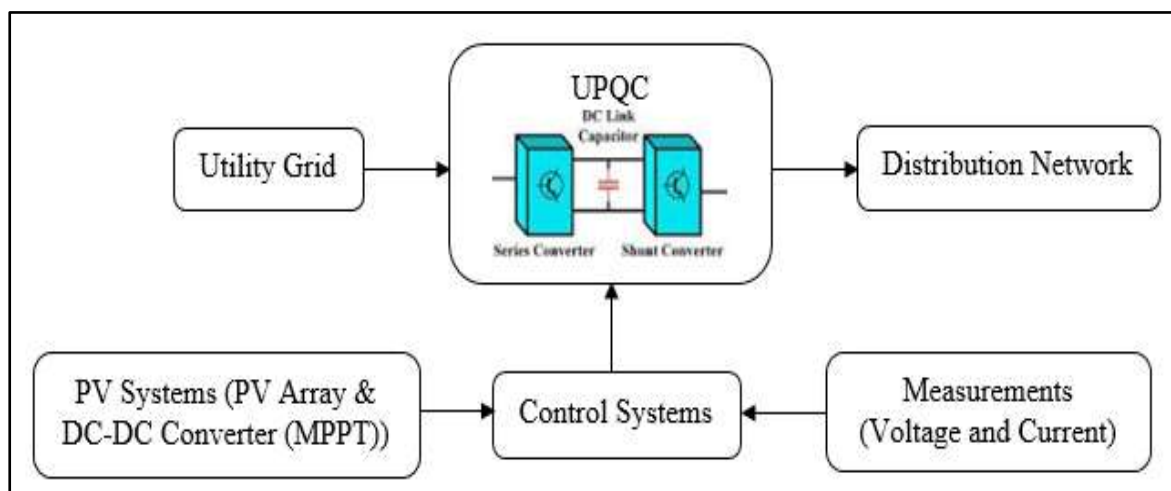 UPQC
DC Link
Capacitor
Series Converter
Shunt Converter
Utility Grid
Distribution Network
PV Systems (PV Array &
DC-DC Converter (MPPT))
Control Systems
Measurements
(Voltage and Current)